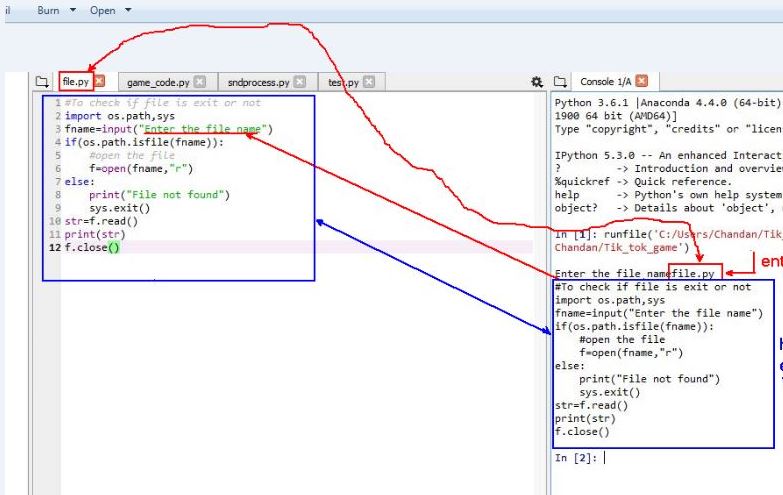 il Burn Open
file.py game_code.py sndprocess.py test.py
1 #To check if file is exit or not
2 import os.path,sys
3 fname=input("Enter the file name")
4 if(os.path.isfile(fname)):
5 #open the file
6 f=open(fname,"r")
7 else:
8 print("File not found")
9 sys.exit()
10 str=f.read()
11 print(str)
12 f.close()
Console 1/A
Python 3.6.1 |Anaconda 4.4.0 (64-bit)
1900 64 bit (AMD64)]
Type "copyright", "credits" or "licen
IPython 5.3.0 -- An enhanced Interact
? -> Introduction and overvie
%quickref -> Quick reference.
help -> Python's own help system
object? -> Details about 'object',
In [1]: runfile('C:/Users/Chandan/Tik_
Chandan/Tik_tok_game')
Enter the file namefile.py
ent
#To check if file is exit or not
import os.path,sys
fname=input("Enter the file name")
if(os.path.isfile(fname)):
#open the file
f=open(fname,"r")
else:
print("File not found")
sys.exit()
str=f.read()
print(str)
f.close()
In [2]: